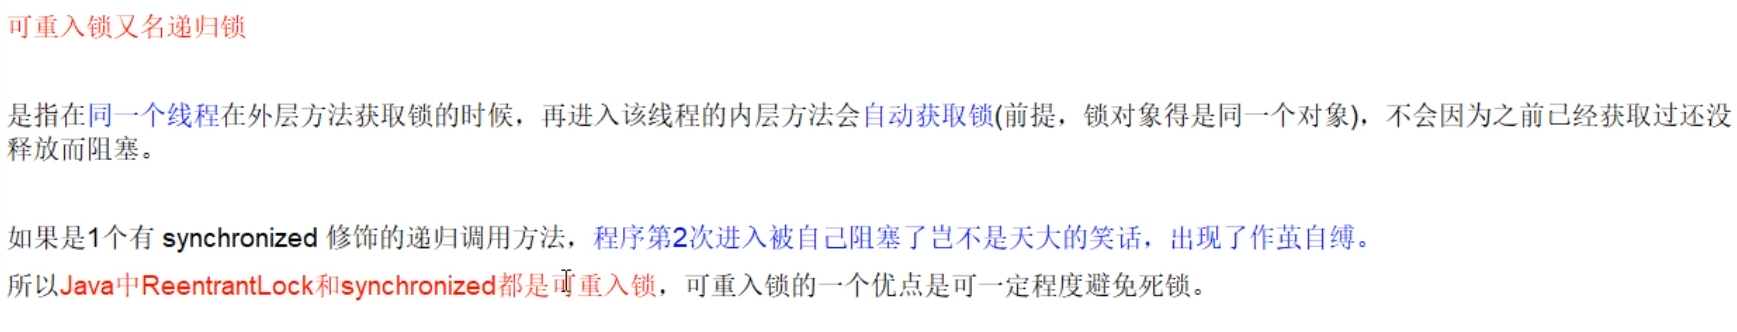 可重入锁又名递归锁
是指在同一个线程在外层方法获取锁的时候，再进入该线程的内层方法会自动获取锁(前提，锁对象得是同一个对象)，不会因为之前已经获取过还没
释放而阻塞。
如果是1个有 synchronized 修饰的递归调用方法，程序第2次进入被自己阻塞了岂不是天大的笑话，出现了作茧自缚。
所以Java中ReentrantLock和synchronized都是可重入锁，可重入锁的一个优点是可一定程度避免死锁。